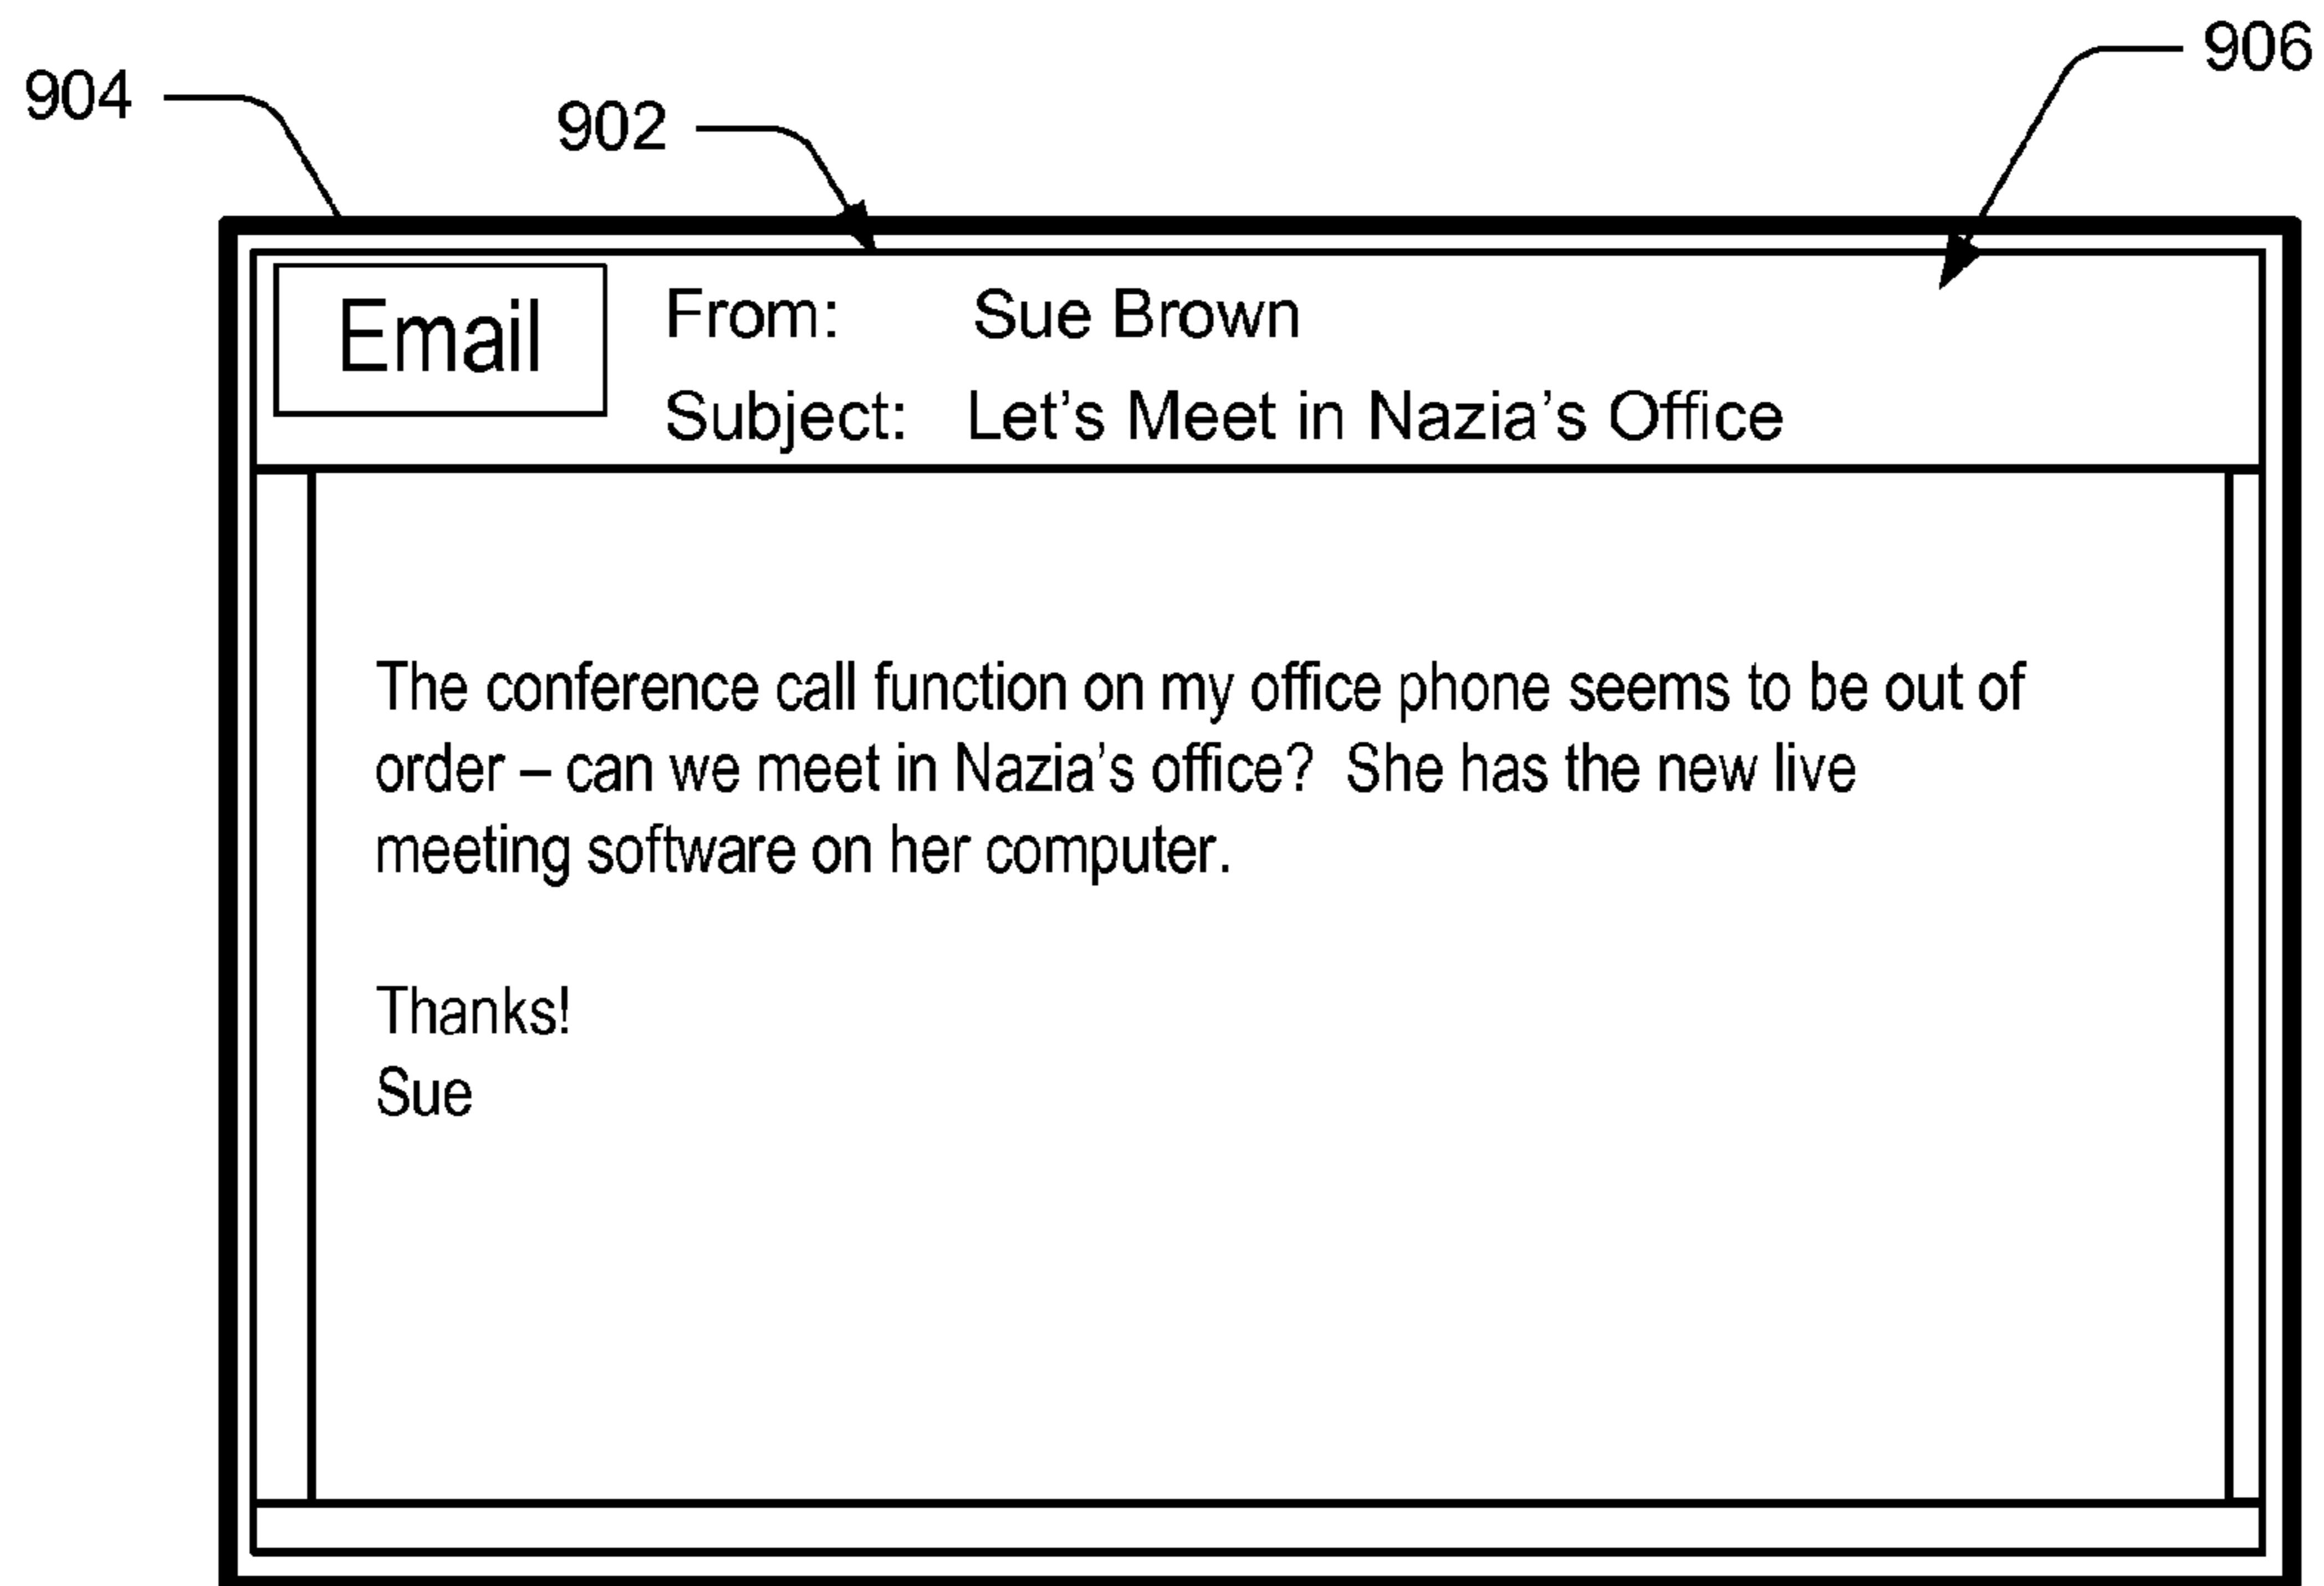 906
904
902
Email
From: Sue Brown
Subject: Let’s Meet in Nazia’s Office
The conference call function on my office phone seems to be out of
order – can we meet in Nazia’s office? She has the new live
meeting software on her computer.
Thanks!
Sue